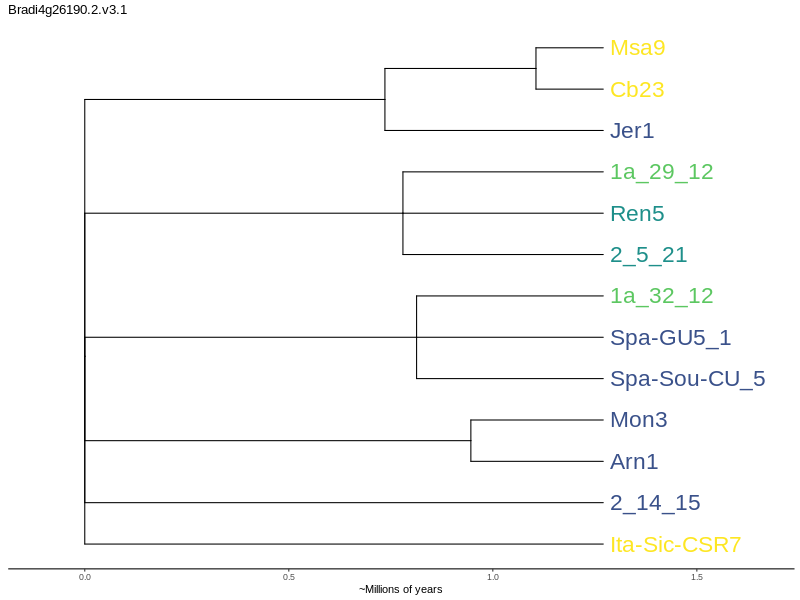 Bradi4g26190.2.v3.1
Msa9
Cb23
Jer1
1a_29_12
Ren5
2_5_21
1a_32_12
Spa-GU5_1
Spa-Sou-CU_5
Mon3
Arn1
2_14_15
Ita-Sic-CSR7
0.0 0.5 1.0 1.5
~Millions of years